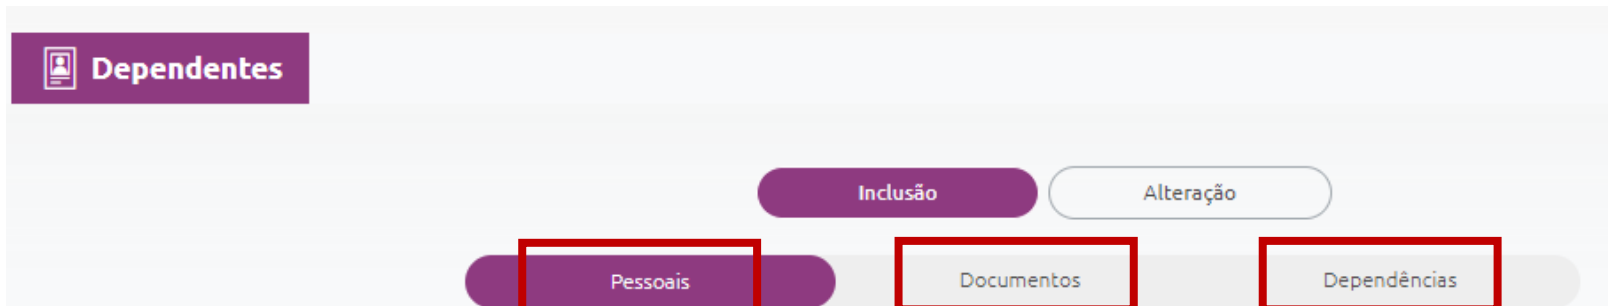 Dependentes
Inclusão Alteração
Pessoais Documentos Dependências